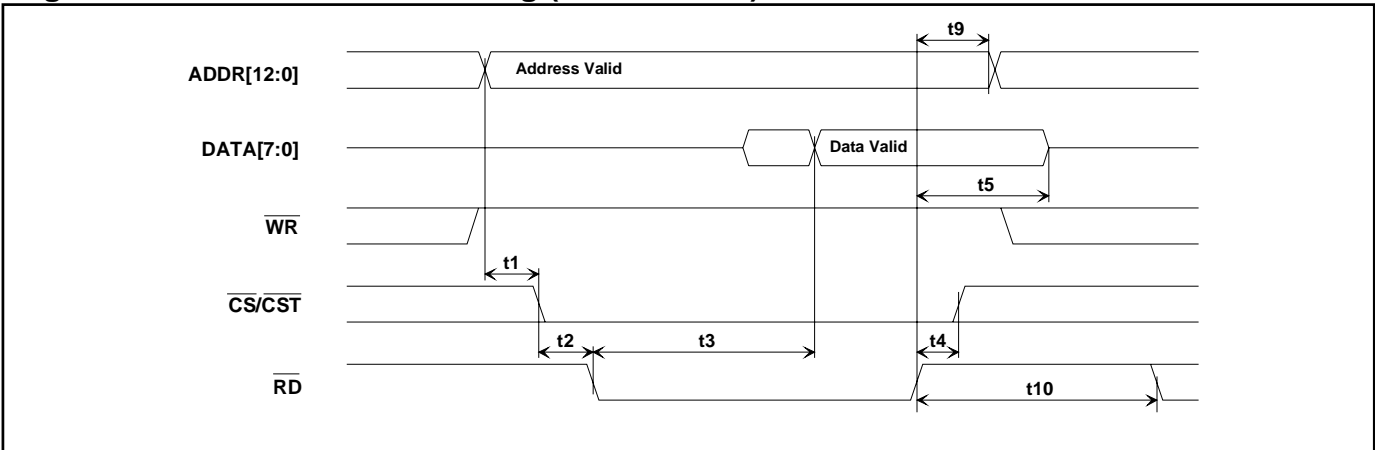 t9
ADDR[12:0] Address Valid
DATA[7:0] Data Valid
t5
WR
t1
CS/CST
t2 t3 t4
RD
t10